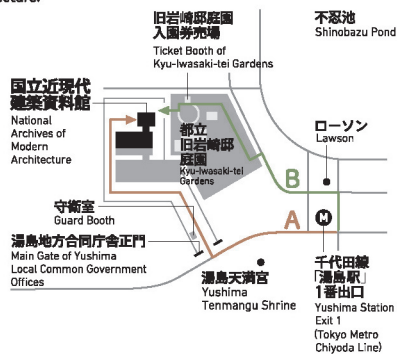 旧岩崎邸庭園
入園券売場
Ticket Booth of
Kyu-Iwasaki-tei Gardens
不忍池
Shinobazu Pond
国立近現代
建築資料館
National
Archives of
Modern
Architecture
都立
旧岩崎邸
庭園
Kyu-Iwasaki-tei
Gardens
ローソン
Lawson
B
A
M
守衛室
Guard Booth
湯島地方合同庁舎正門
Main Gate of Yushima
Local Common Government
Offices
湯島天満宮
Yushima
Tenmangu Shrine
千代田線
「湯島駅」
1番出口
Yushima Station
Exit 1
(Tokyo Metro
Chiyoda Line)